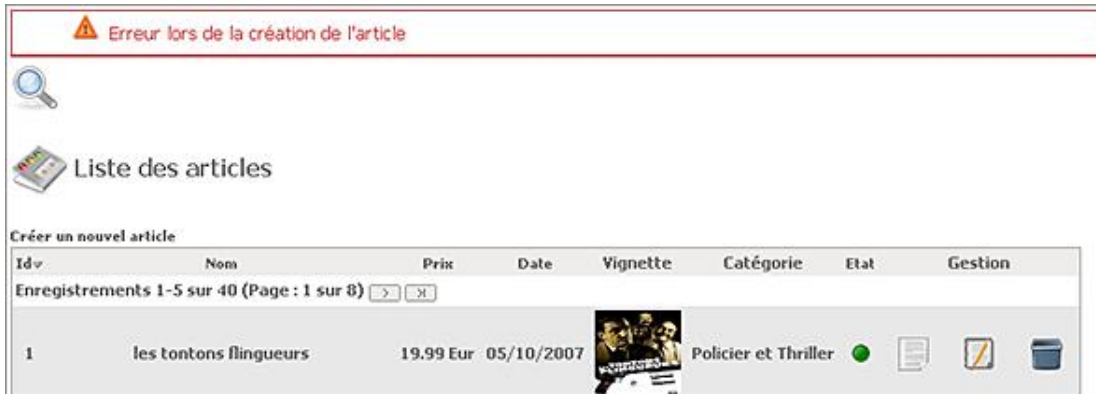 Erreur lors de la création de l'article
Liste des articles
Créer un nouvel article
Id Nom Prix Date Vignette Catégorie Etat Gestion
Enregistrements 1-5 sur 40 (Page : 1 sur 8)
1 les tontons flingueurs 19.99 Eur 05/10/2007 Policier et Thriller